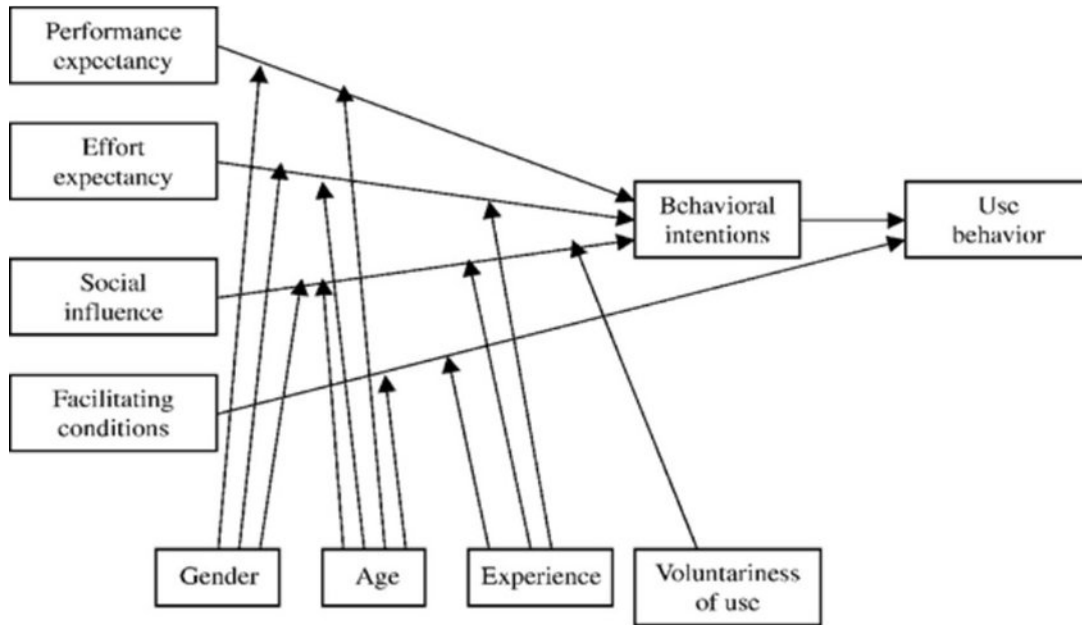 Performance
expectancy
Effort
expectancy
Social
influence
Facilitating
conditions
Behavioral
intentions
Use
behavior
Gender
Age
Experience
Voluntariness
of use